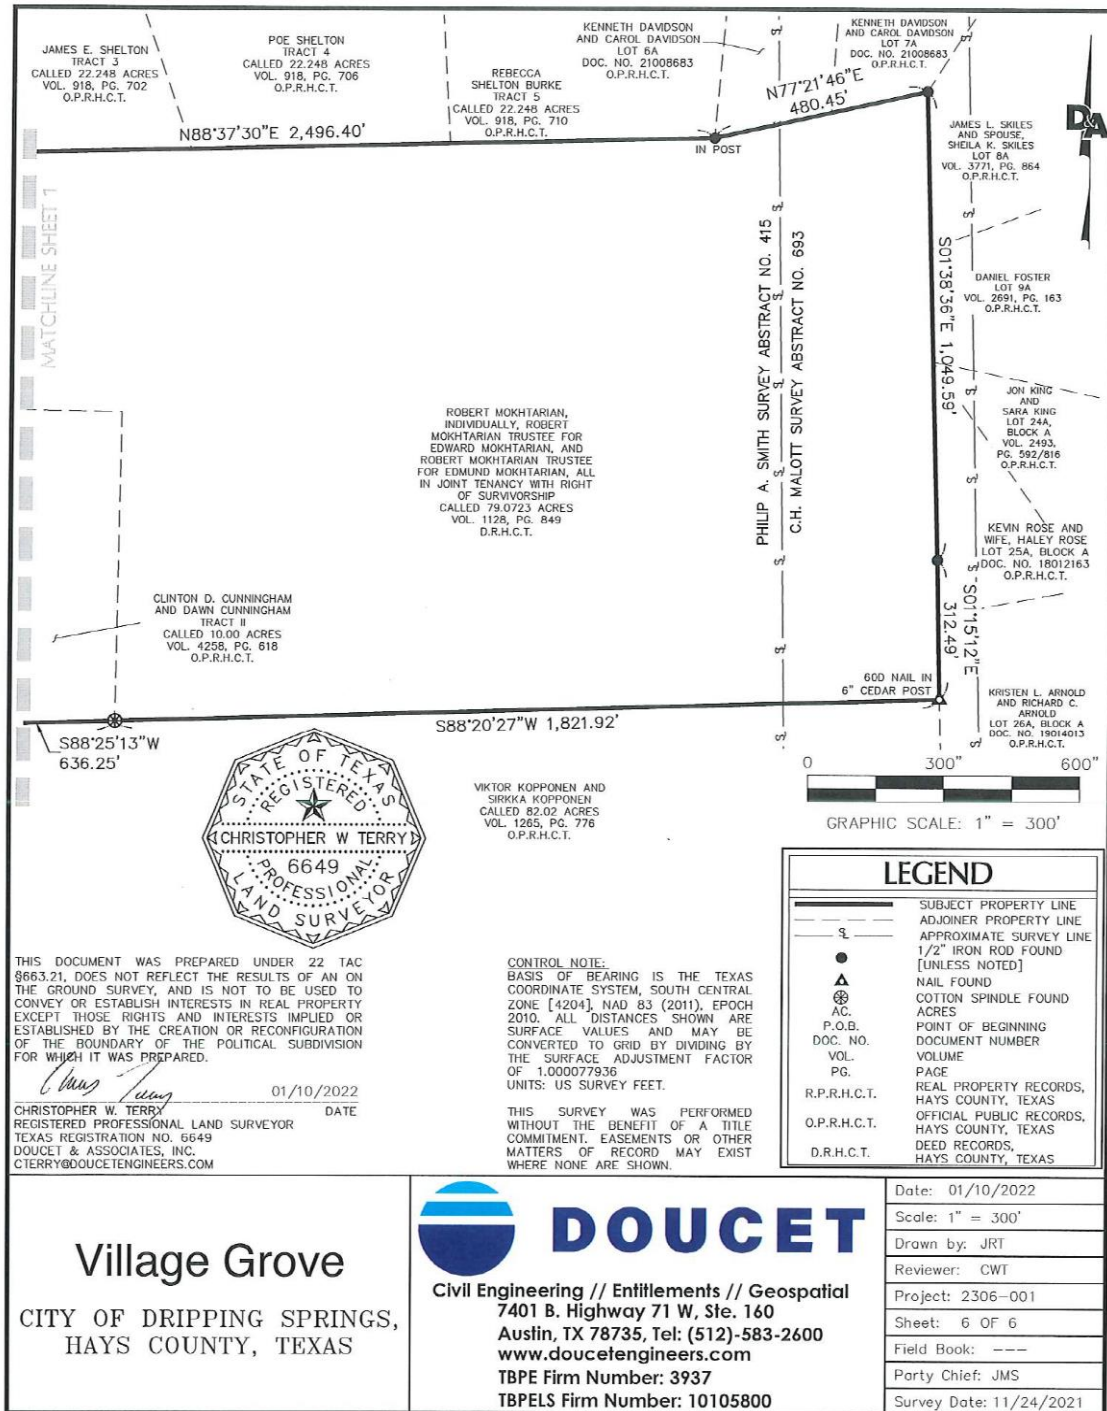 JAMES E. SHELTON
TRACT 3
CALLED 22.248 ACRES
VOL. 918, PG. 702
O.P.R.H.C.T.
POE SHELTON
TRACT 4
CALLED 22.248 ACRES
VOL. 918, PG. 706
O.P.R.H.C.T.
REBECCA
SHELTON BURKE
TRACT 5
CALLED 22.248 ACRES
VOL. 918, PG. 710
O.P.R.H.C.T.
KENNETH DAVIDSON
AND CAROL DAVIDSON
LOT 6A
DOC. NO. 21008683
O.P.R.H.C.T.
KENNETH DAVIDSON
AND CAROL DAVIDSON
LOT 7A
DOC. NO. 21008683
O.P.R.H.C.T.
N88°37'30"E 2,496.40'
N77°21'46"E
480.45'
IN POST
D&A
JAMES L. SKILES
AND SPOUSE,
SHEILA K. SKILES
LOT 8A
VOL. 3771, PG. 864
O.P.R.H.C.T.
MATCHLINE SHEET 1
PHILIP A. SMITH SURVEY ABSTRACT NO. 415
C.H. MALOTT SURVEY ABSTRACT NO. 693
S01°38'36"E 1,049.59'
DANIEL FOSTER
LOT 9A
VOL. 2691, PG. 163
O.P.R.H.C.T.
JON KING
AND
SARA KING
LOT 24A,
BLOCK A
VOL. 2493,
PG. 592/816
O.P.R.H.C.T.
ROBERT MOKHTARIAN,
INDIVIDUALLY, ROBERT
MOKHTARIAN TRUSTEE FOR
EDWARD MOKHTARIAN, AND
ROBERT MOKHTARIAN TRUSTEE
FOR EDMUND MOKHTARIAN, ALL
IN JOINT TENANCY WITH RIGHT
OF SURVIVORSHIP
CALLED 79.0723 ACRES
VOL. 1128, PG. 849
D.R.H.C.T.
KEVIN ROSE AND
WIFE, HALEY ROSE
LOT 25A, BLOCK A
DOC. NO. 18012163
O.P.R.H.C.T.
S01°15'12"E
312.49'
CLINTON D. CUNNINGHAM
AND DAWN CUNNINGHAM
TRACT II
CALLED 10.00 ACRES
VOL. 4258, PG. 618
O.P.R.H.C.T.
60D NAIL IN
6" CEDAR POST
KRISTEN L. ARNOLD
AND RICHARD C.
ARNOLD
LOT 26A, BLOCK A
DOC. NO. 19014013
O.P.R.H.C.T.
S88°20'27"W 1,821.92'
S88°25'13"W
636.25'
STATE OF TEXAS
REGISTERED
CHRISTOPHER W TERRY
6649
PROFESSIONAL
LAND SURVEYOR
VIKTOR KOPPONEN AND
SIRKKA KOPPONEN
CALLED 82.02 ACRES
VOL. 1265, PG. 776
O.P.R.H.C.T.
0 300" 600"
GRAPHIC SCALE: 1" = 300'
LEGEND
SUBJECT PROPERTY LINE
ADJOINER PROPERTY LINE
APPROXIMATE SURVEY LINE
1/2" IRON ROD FOUND
[UNLESS NOTED]
NAIL FOUND
COTTON SPINDLE FOUND
AC. ACRES
P.O.B. POINT OF BEGINNING
DOC. NO. DOCUMENT NUMBER
VOL. VOLUME
PG. PAGE
R.P.R.H.C.T. REAL PROPERTY RECORDS,
HAYS COUNTY, TEXAS
O.P.R.H.C.T. OFFICIAL PUBLIC RECORDS,
HAYS COUNTY, TEXAS
D.R.H.C.T. DEED RECORDS,
HAYS COUNTY, TEXAS
THIS DOCUMENT WAS PREPARED UNDER 22 TAC
§663.21, DOES NOT REFLECT THE RESULTS OF AN ON
THE GROUND SURVEY, AND IS NOT TO BE USED TO
CONVEY OR ESTABLISH INTERESTS IN REAL PROPERTY
EXCEPT THOSE RIGHTS AND INTERESTS IMPLIED OR
ESTABLISHED BY THE CREATION OR RECONFIGURATION
OF THE BOUNDARY OF THE POLITICAL SUBDIVISION
FOR WHICH IT WAS PREPARED.
Chris Terry 01/10/2022
CHRISTOPHER W. TERRY DATE
REGISTERED PROFESSIONAL LAND SURVEYOR
TEXAS REGISTRATION NO. 6649
DOUCET & ASSOCIATES, INC.
CTERRY@DOUCETENGINEERS.COM
CONTROL NOTE:
BASIS OF BEARING IS THE TEXAS
COORDINATE SYSTEM, SOUTH CENTRAL
ZONE [4204], NAD 83 (2011), EPOCH
2010. ALL DISTANCES SHOWN ARE
SURFACE VALUES AND MAY BE
CONVERTED TO GRID BY DIVIDING BY
THE SURFACE ADJUSTMENT FACTOR
OF 1.000077936
UNITS: US SURVEY FEET.
THIS SURVEY WAS PERFORMED
WITHOUT THE BENEFIT OF A TITLE
COMMITMENT. EASEMENTS OR OTHER
MATTERS OF RECORD MAY EXIST
WHERE NONE ARE SHOWN.
Village Grove
CITY OF DRIPPING SPRINGS,
HAYS COUNTY, TEXAS
DOUCET
Civil Engineering // Entitlements // Geospatial
7401 B. Highway 71 W, Ste. 160
Austin, TX 78735, Tel: (512)-583-2600
www.doucetengineers.com
TBPE Firm Number: 3937
TBPELS Firm Number: 10105800
Date: 01/10/2022
Scale: 1" = 300'
Drawn by: JRT
Reviewer: CWT
Project: 2306-001
Sheet: 6 OF 6
Field Book: ---
Party Chief: JMS
Survey Date: 11/24/2021